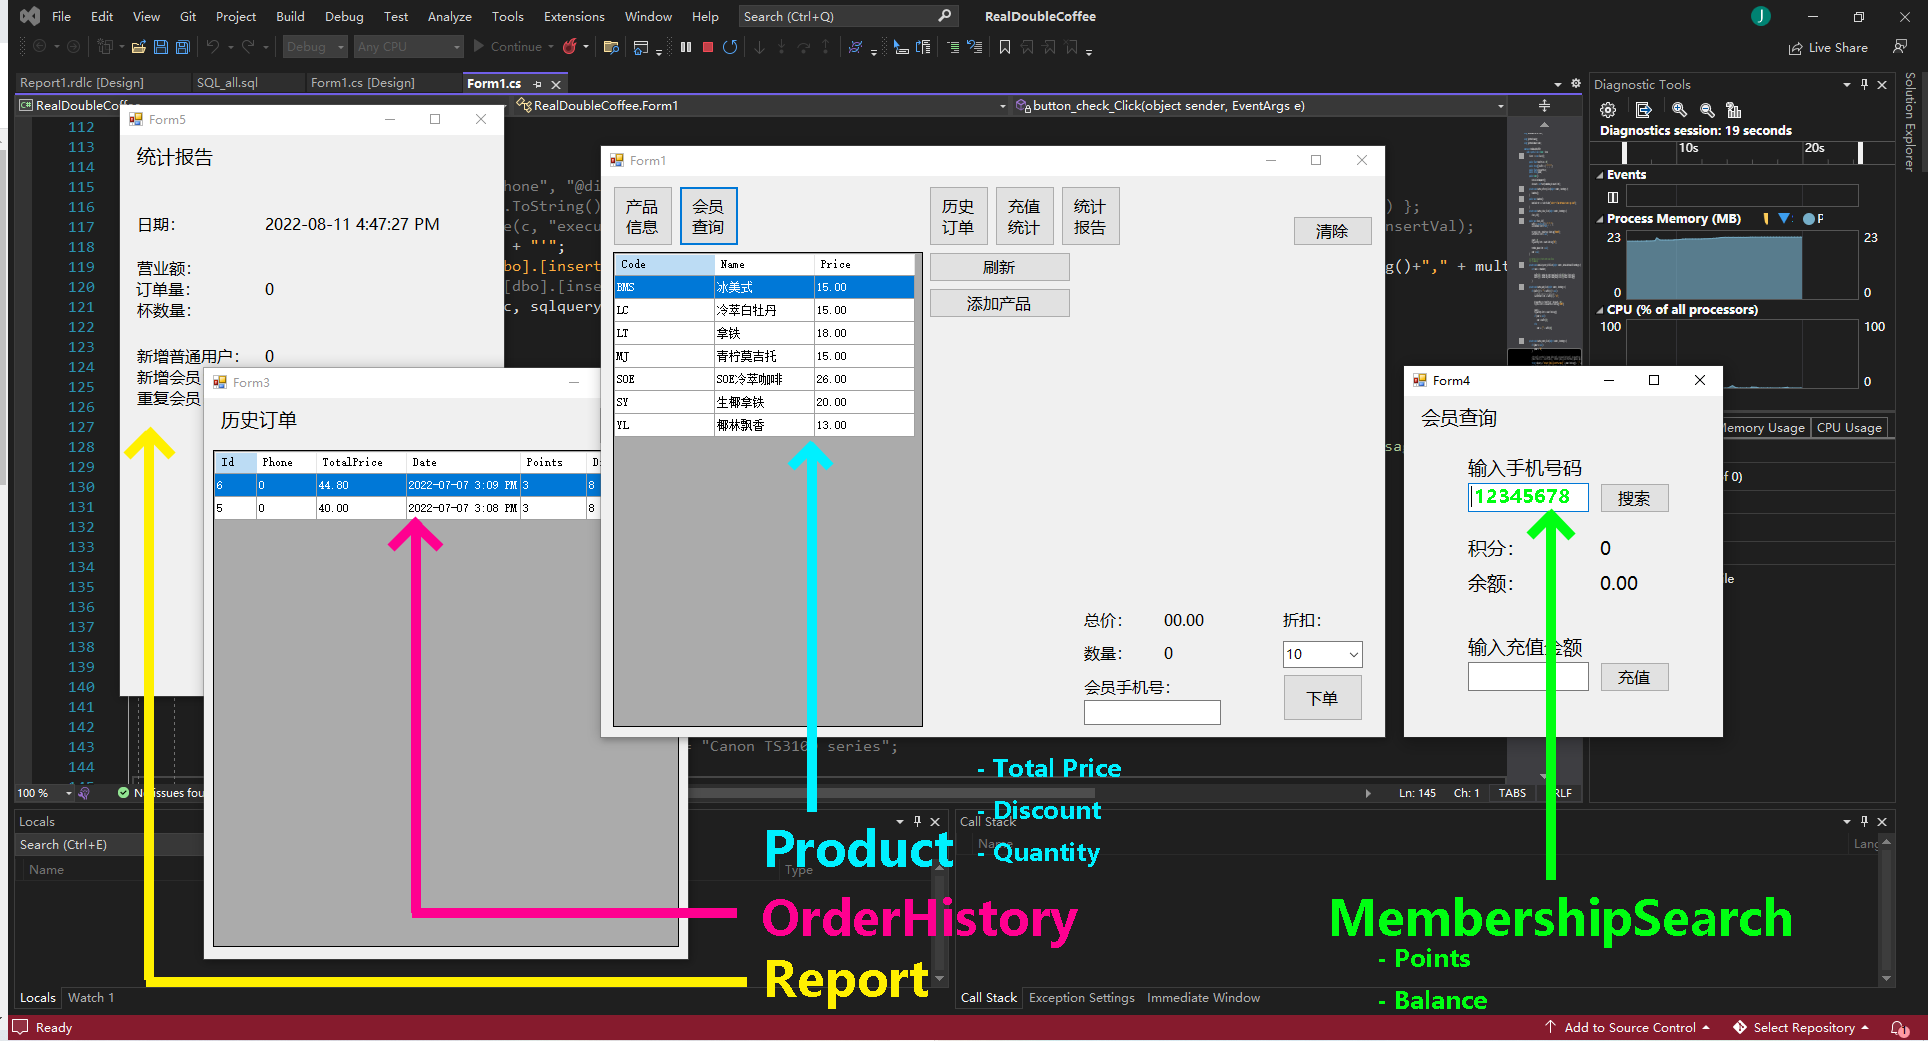 File Edit View Git Project Build Debug Test Analyze Tools Extensions Window Help Search (Ctrl+Q) RealDoubleCoffee J
Debug Any CPU Continue Live Share
Report1.rdlc [Design] SQL_all.sql Form1.cs [Design] Form1.cs
RealDoubleCoffee RealDoubleCoffee.Form1 button_check_Click(object sender, EventArgs e)
112
113
114
115
116
117
118
119
120
121
122
123
124
125
126
127
128
129
130
131
132
133
134
135
136
137
138
139
140
141
142
143
144
hone", "@di
.ToString() ) };
e(c, "execu nsertVal);
+ "'";
bo].[insert g()+"," + mult
[dbo].[inse
c, sqlquery
= "Canon TS310 series";
Form5
统计报告
日期： 2022-08-11 4:47:27 PM
营业额：
订单量： 0
杯数量：
新增普通用户： 0
新增会员
重复会员
Form3
历史订单
Id Phone TotalPrice Date Points D
6 0 44.80 2022-07-07 3:09 PM 3 8
5 0 40.00 2022-07-07 3:08 PM 3 8
Form1
产品信息 会员查询 历史订单 充值统计 统计报告
清除
刷新
添加产品
Code Name Price
BMS 冰美式 15.00
LC 冷萃白牡丹 15.00
LT 拿铁 18.00
MJ 青柠莫吉托 15.00
SOE SOE冷萃咖啡 26.00
SY 生椰拿铁 20.00
YL 椰林飘香 13.00
总价： 00.00 折扣：
数量： 0 10
会员手机号：
下单
Form4
会员查询
输入手机号码
12345678 搜索
积分： 0
余额： 0.00
输入充值金额
充值
Diagnostic Tools
Diagnostics session: 19 seconds
10s 20s
Events
Process Memory (MB) P
23 23
0 0
CPU (% of all processors)
100 100
0
Memory Usage CPU Usage
f 0)
le
Solution Explorer
100 % No issues fou Ln: 145 Ch: 1 TABS RLF
Locals
Search (Ctrl+E)
Name Type
Locals Watch 1
Call Stack
Name Lang
Call Stack Exception Settings Immediate Window
Product
- Total Price
- Discount
- Quantity
OrderHistory
Report
MembershipSearch
- Points
- Balance
Ready Add to Source Control Select Repository 1